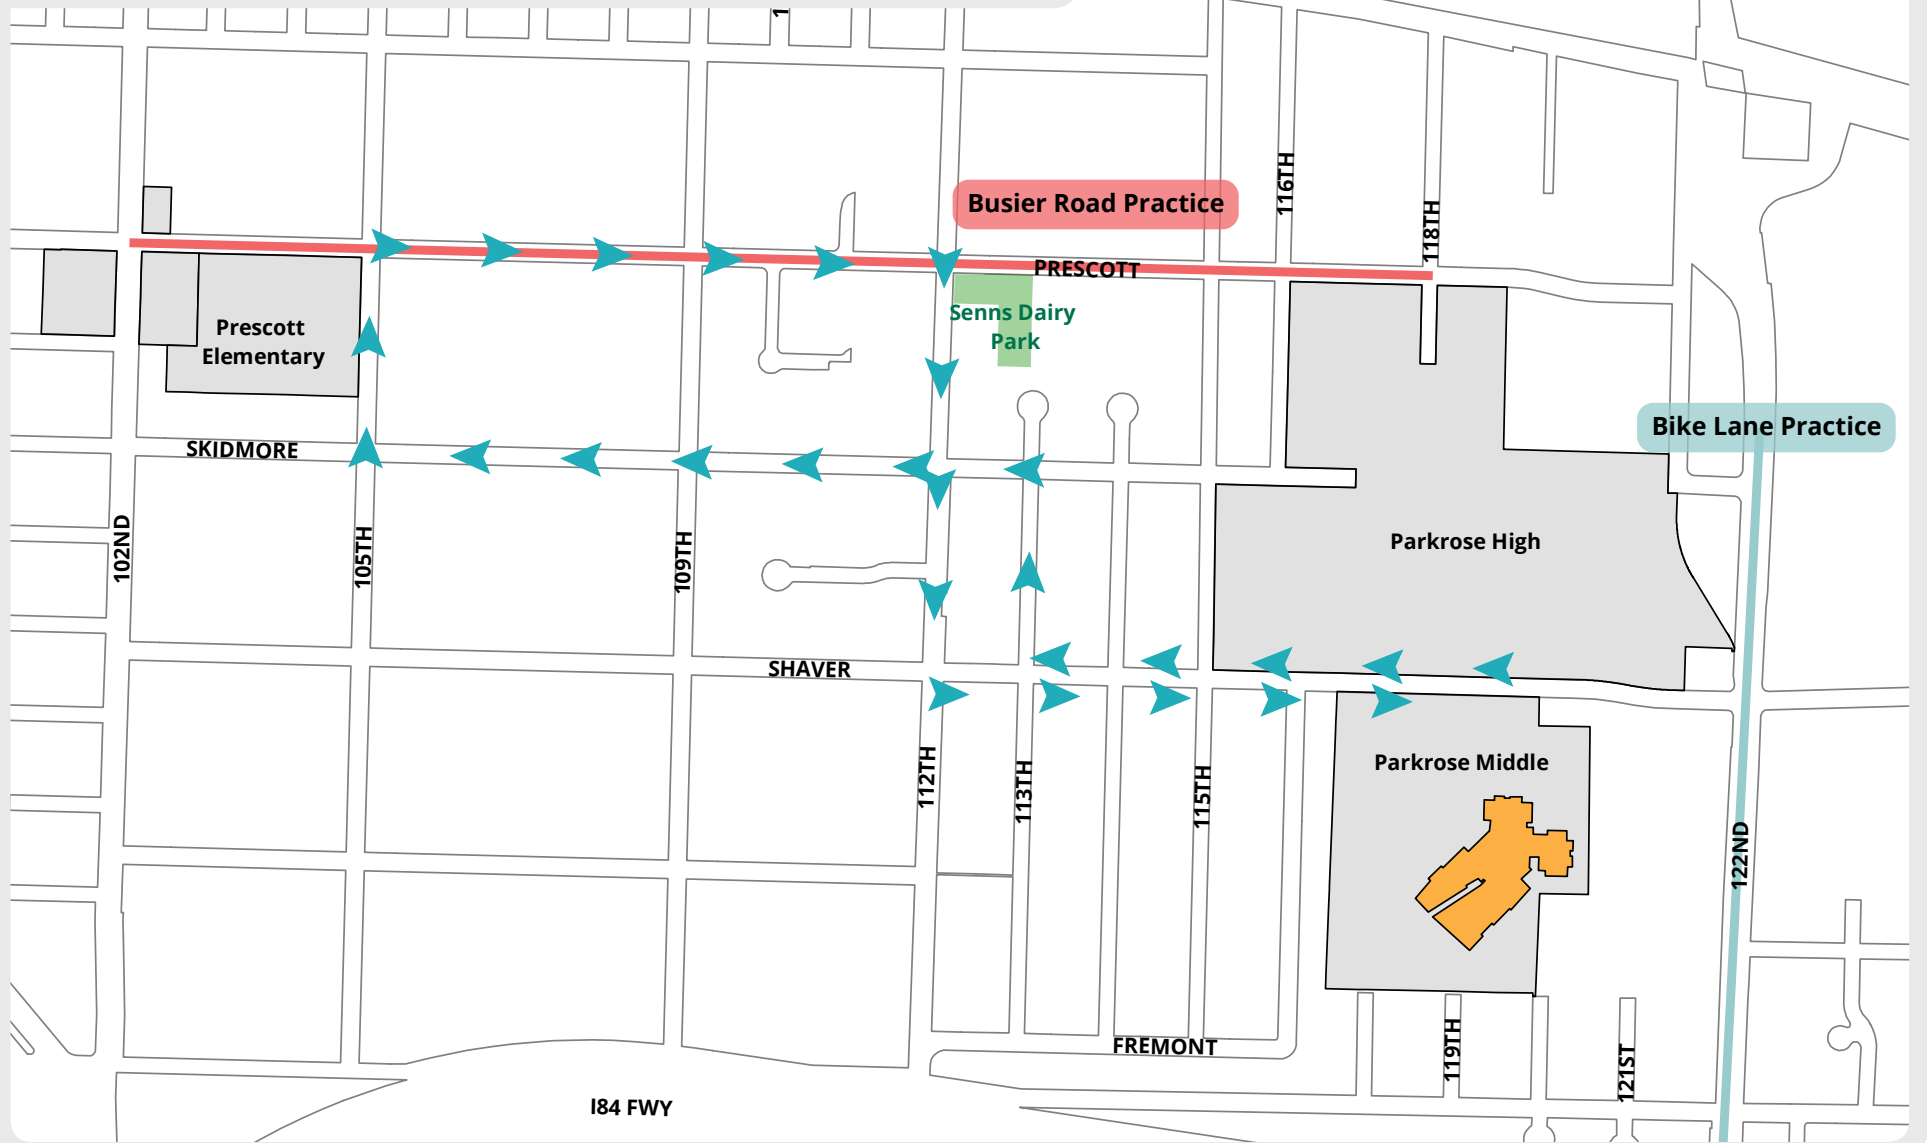 1
116TH
Busier Road Practice
118TH
PRESCOTT
Senns Dairy
Park
Prescott
Elementary
Bike Lane Practice
SKIDMORE
102ND
105TH
109TH
Parkrose High
SHAVER
112TH
113TH
115TH
Parkrose Middle
122ND
FREMONT
119TH
121ST
I84 FWY